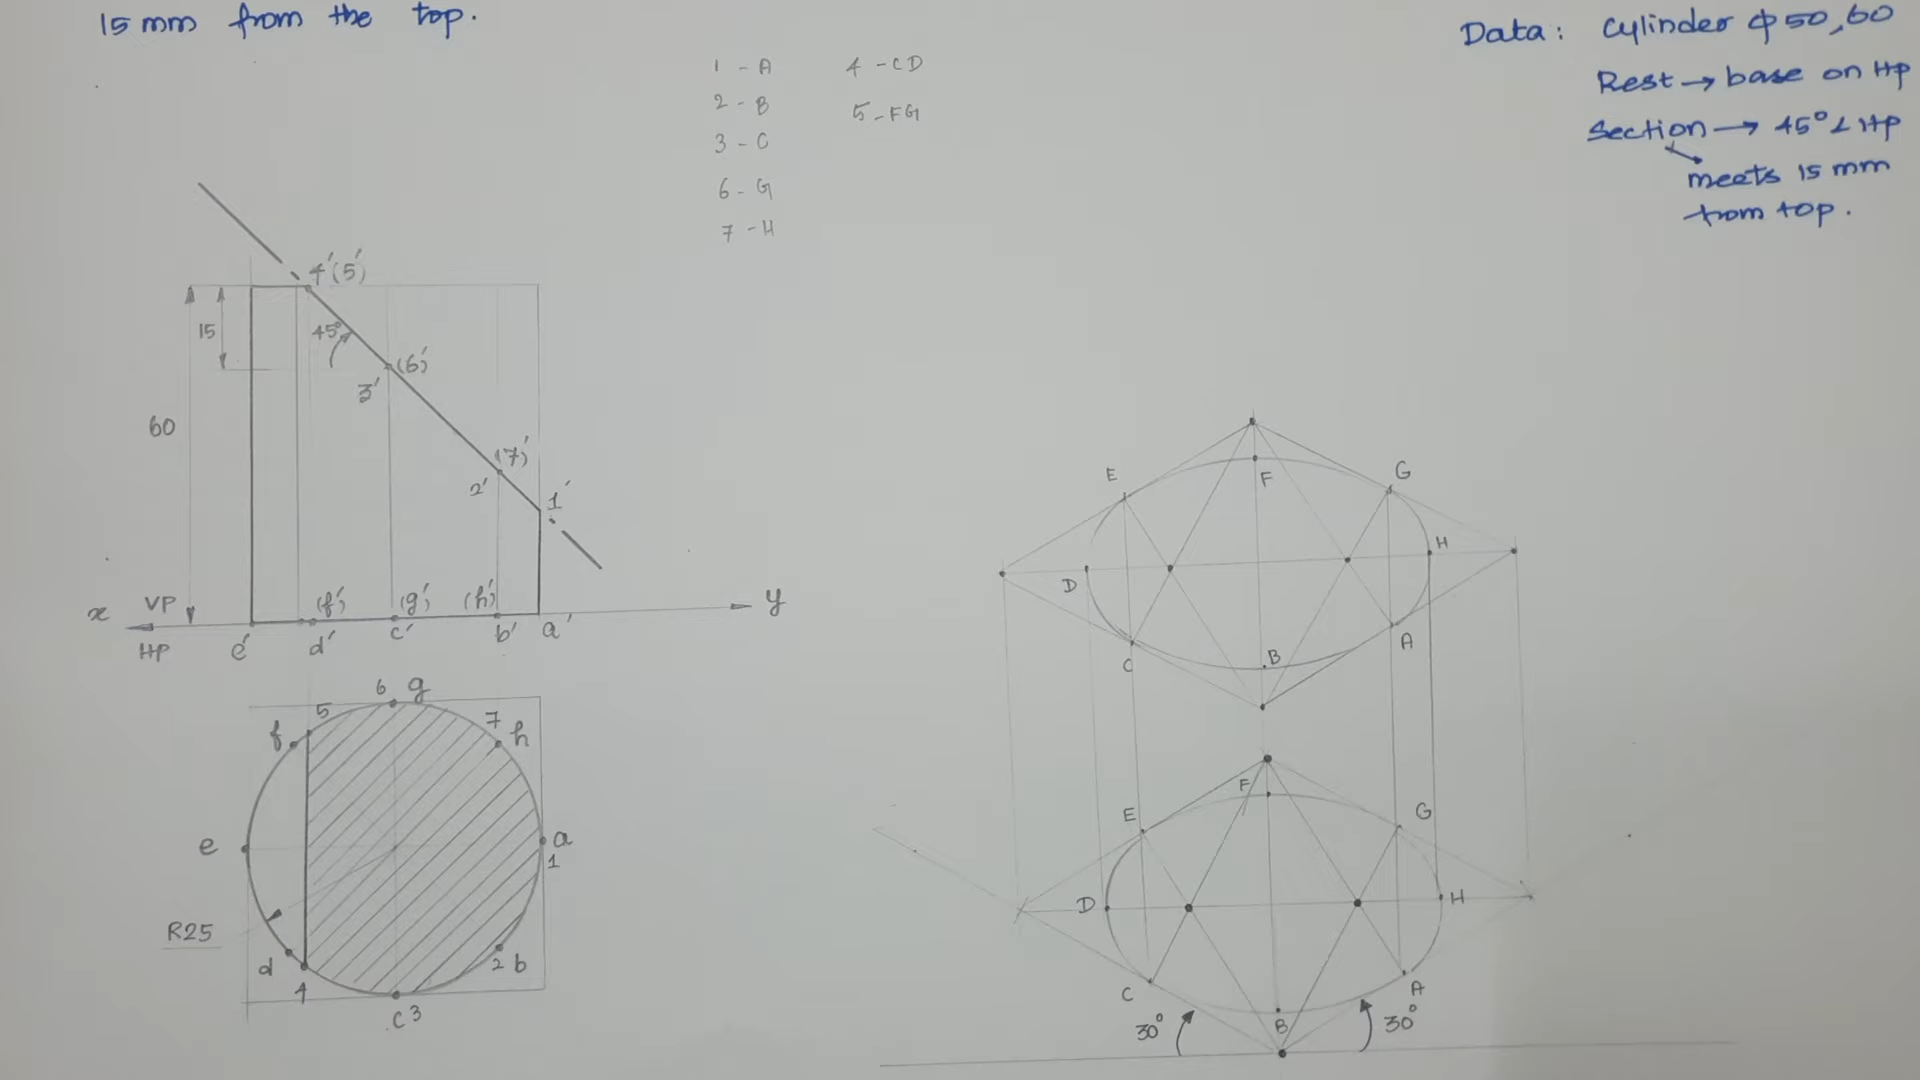 15 mm from the top.
Data: Cylinder ϕ 50, 60
Rest → base on Hp
Section → 45° ∠ Hp
meets 15 mm
from top.
1 - A
2 - B
3 - C
6 - G
7 - H
4 - CD
5 - FG
4'(5')
15
45°
(6')
3'
60
(7')
2'
1'
x
VP
HP
y
(f')
(g')
(h')
e'
d'
c'
b'
a'
6 g
5
f
7
h
e
a
1
R25
d
4
2 b
c 3
E
F
G
H
D
C
B
A
F
E
G
D
H
C
A
B
30°
30°